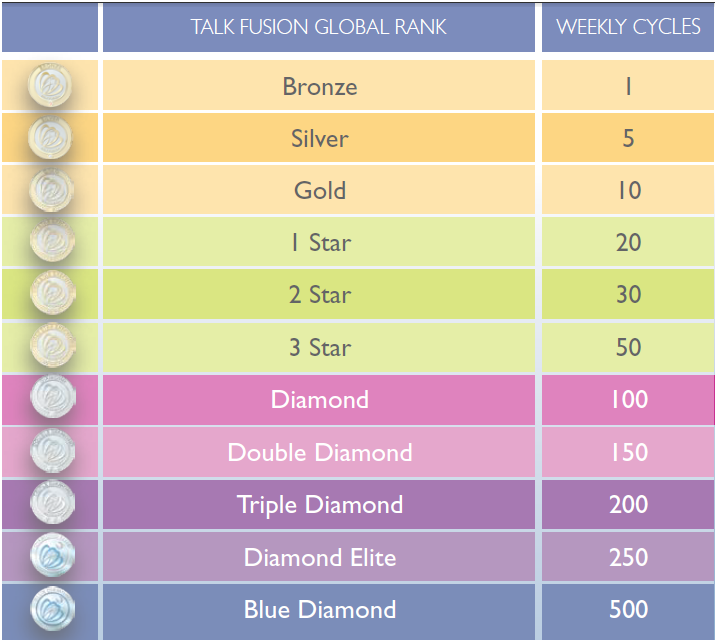 TALK FUSION GLOBAL RANK WEEKLY CYCLES
Bronze 1
Silver 5
Gold 10
1 Star 20
2 Star 30
3 Star 50
Diamond 100
Double Diamond 150
Triple Diamond 200
Diamond Elite 250
Blue Diamond 500